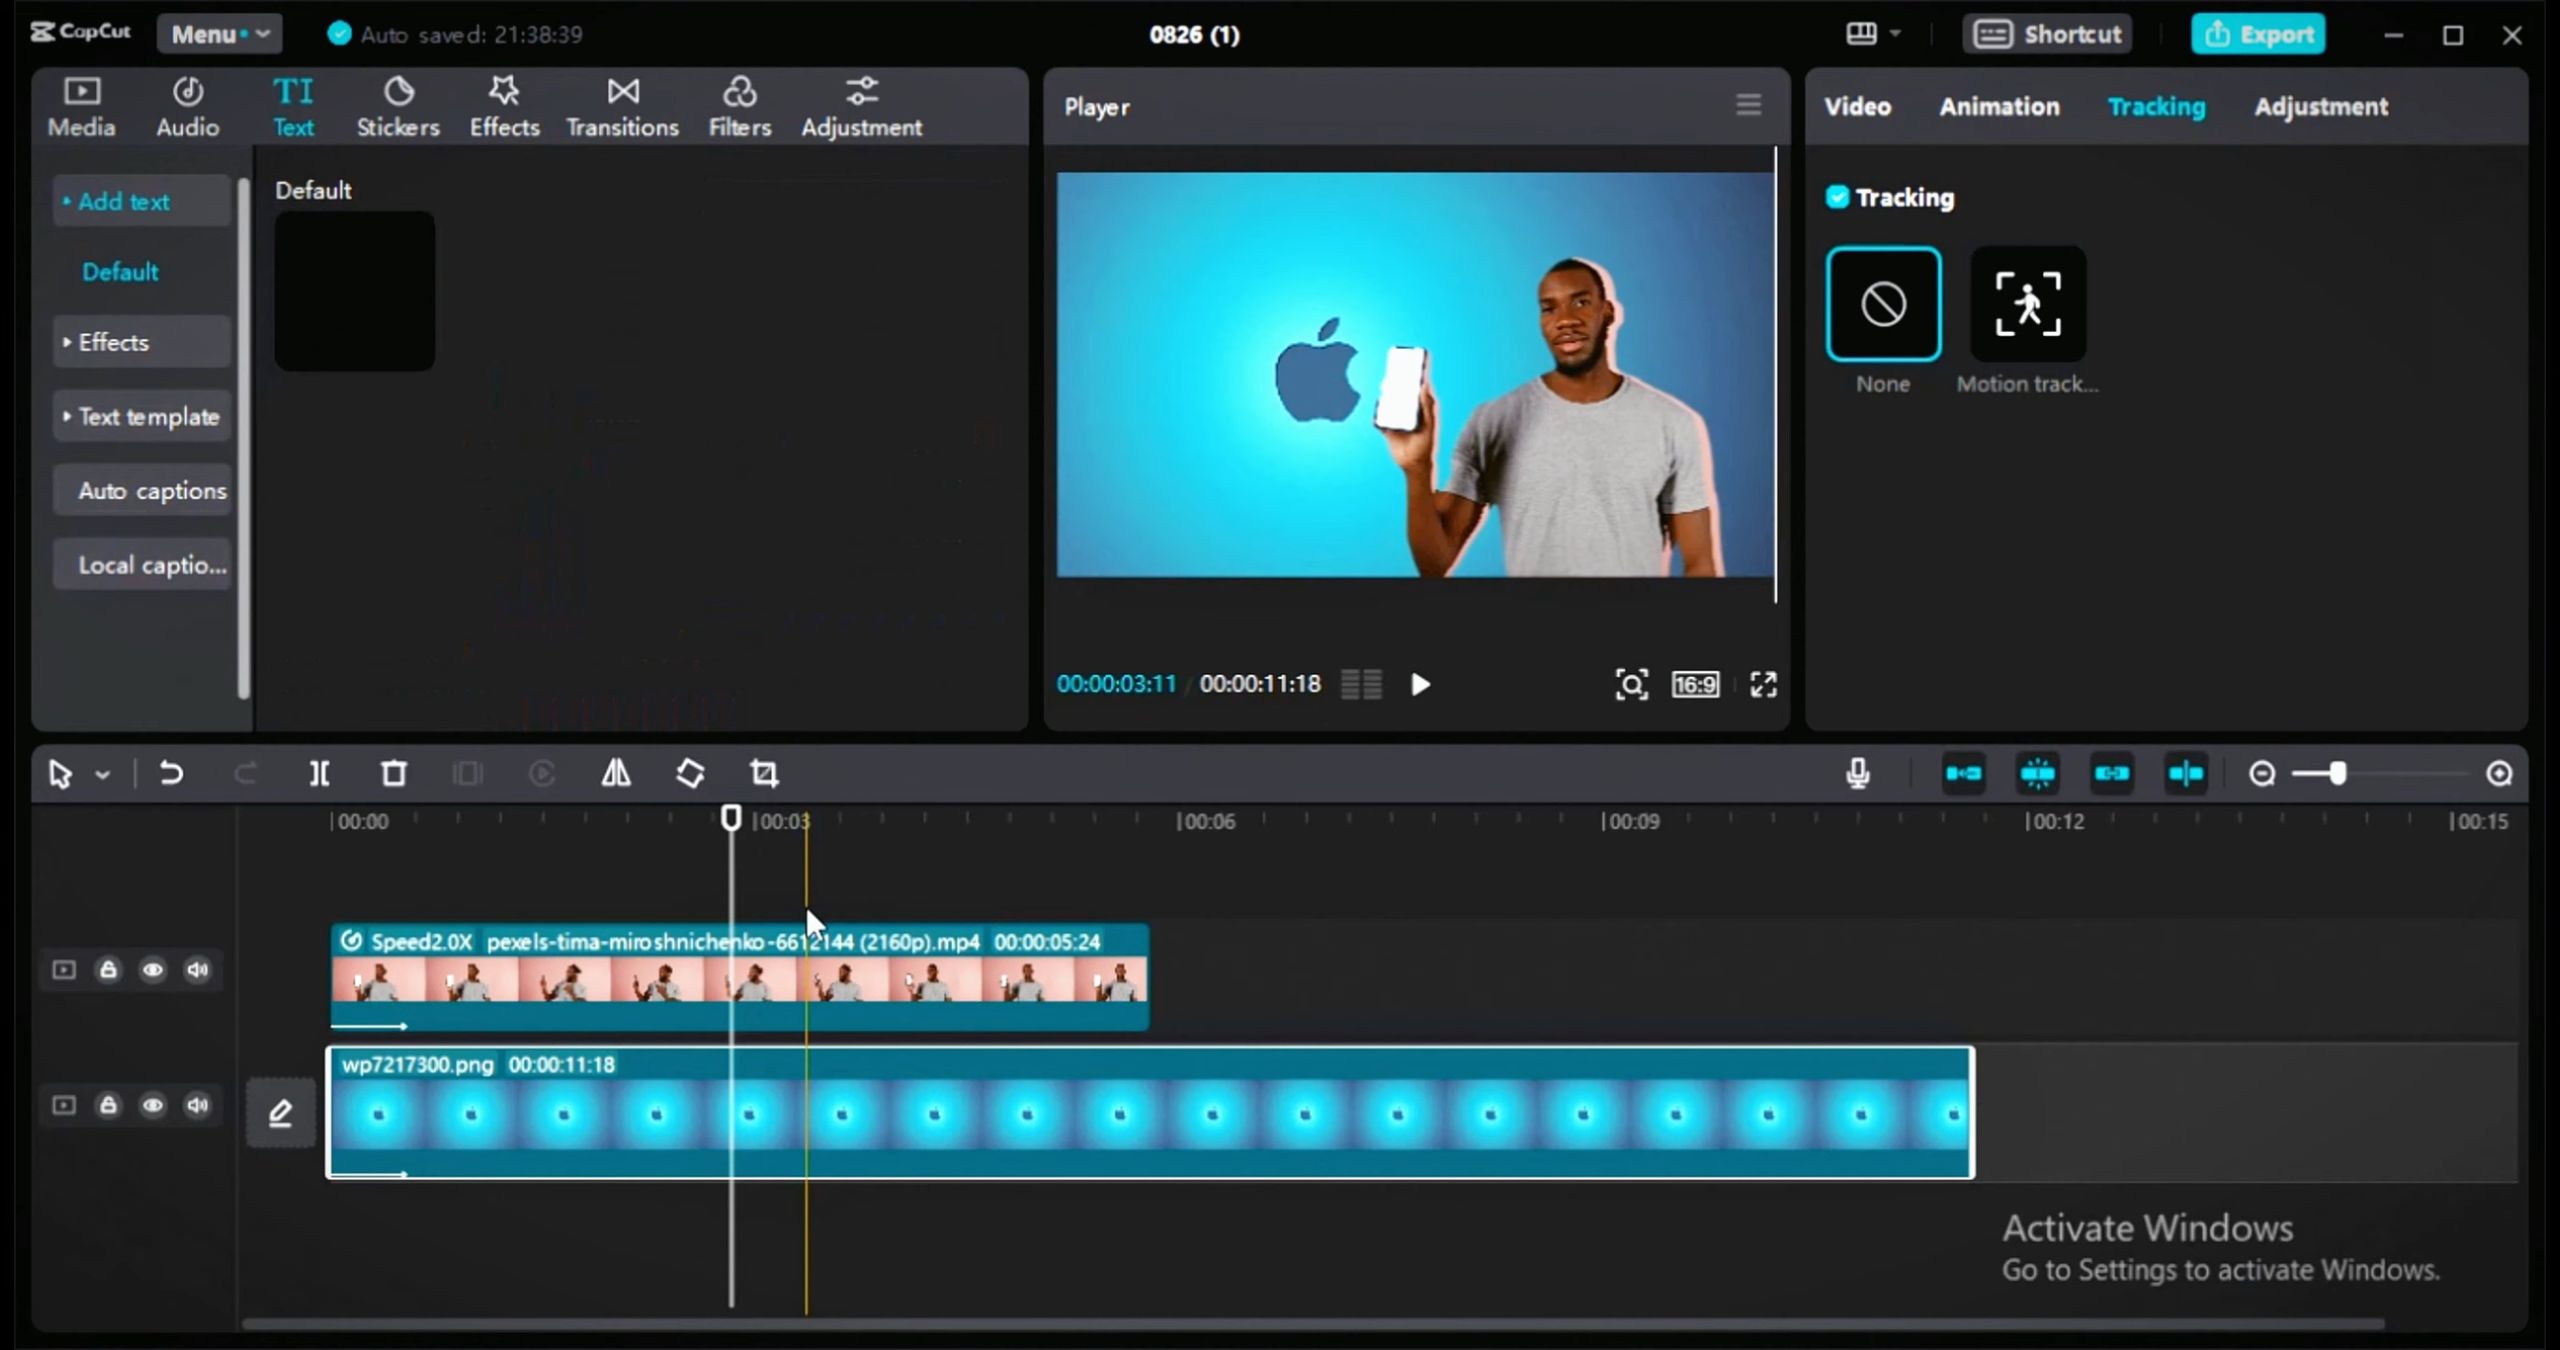 CapCut Menu Auto saved: 21:38:39 0826 (1) Shortcut Export
Media Audio TI Text Stickers Effects Transitions Filters Adjustment
Player
Video Animation Tracking Adjustment
Add text
Default
Effects
Text template
Auto captions
Local captio...
Default
00:00:03:11 / 00:00:11:18 16:9
Tracking
None Motion track...
00:00 00:03 00:06 00:09 00:12 00:15
Speed2.0X pexels-tima-miroshnichenko-6612144 (2160p).mp4 00:00:05:24
wp7217300.png 00:00:11:18
Activate Windows
Go to Settings to activate Windows.